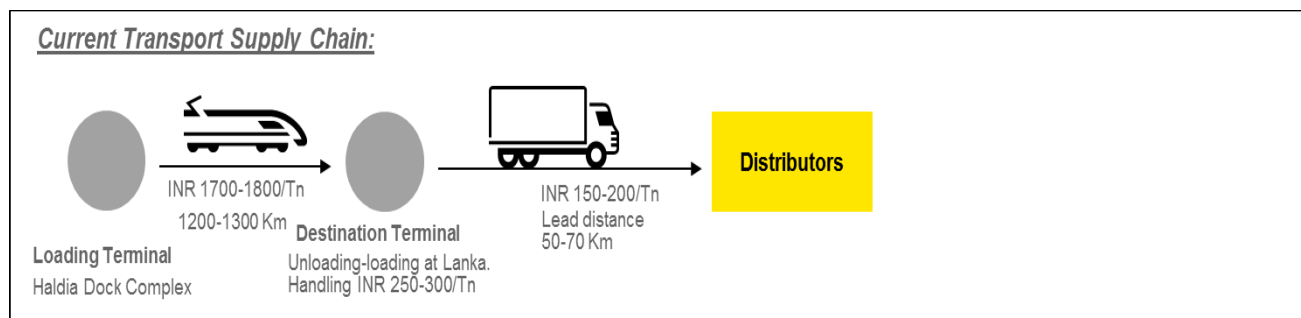 Current Transport Supply Chain:
INR 1700-1800/Tn
1200-1300 Km
Loading Terminal
Haldia Dock Complex
Destination Terminal
Unloading-loading at Lanka.
Handling INR 250-300/Tn
INR 150-200/Tn
Lead distance
50-70 Km
Distributors